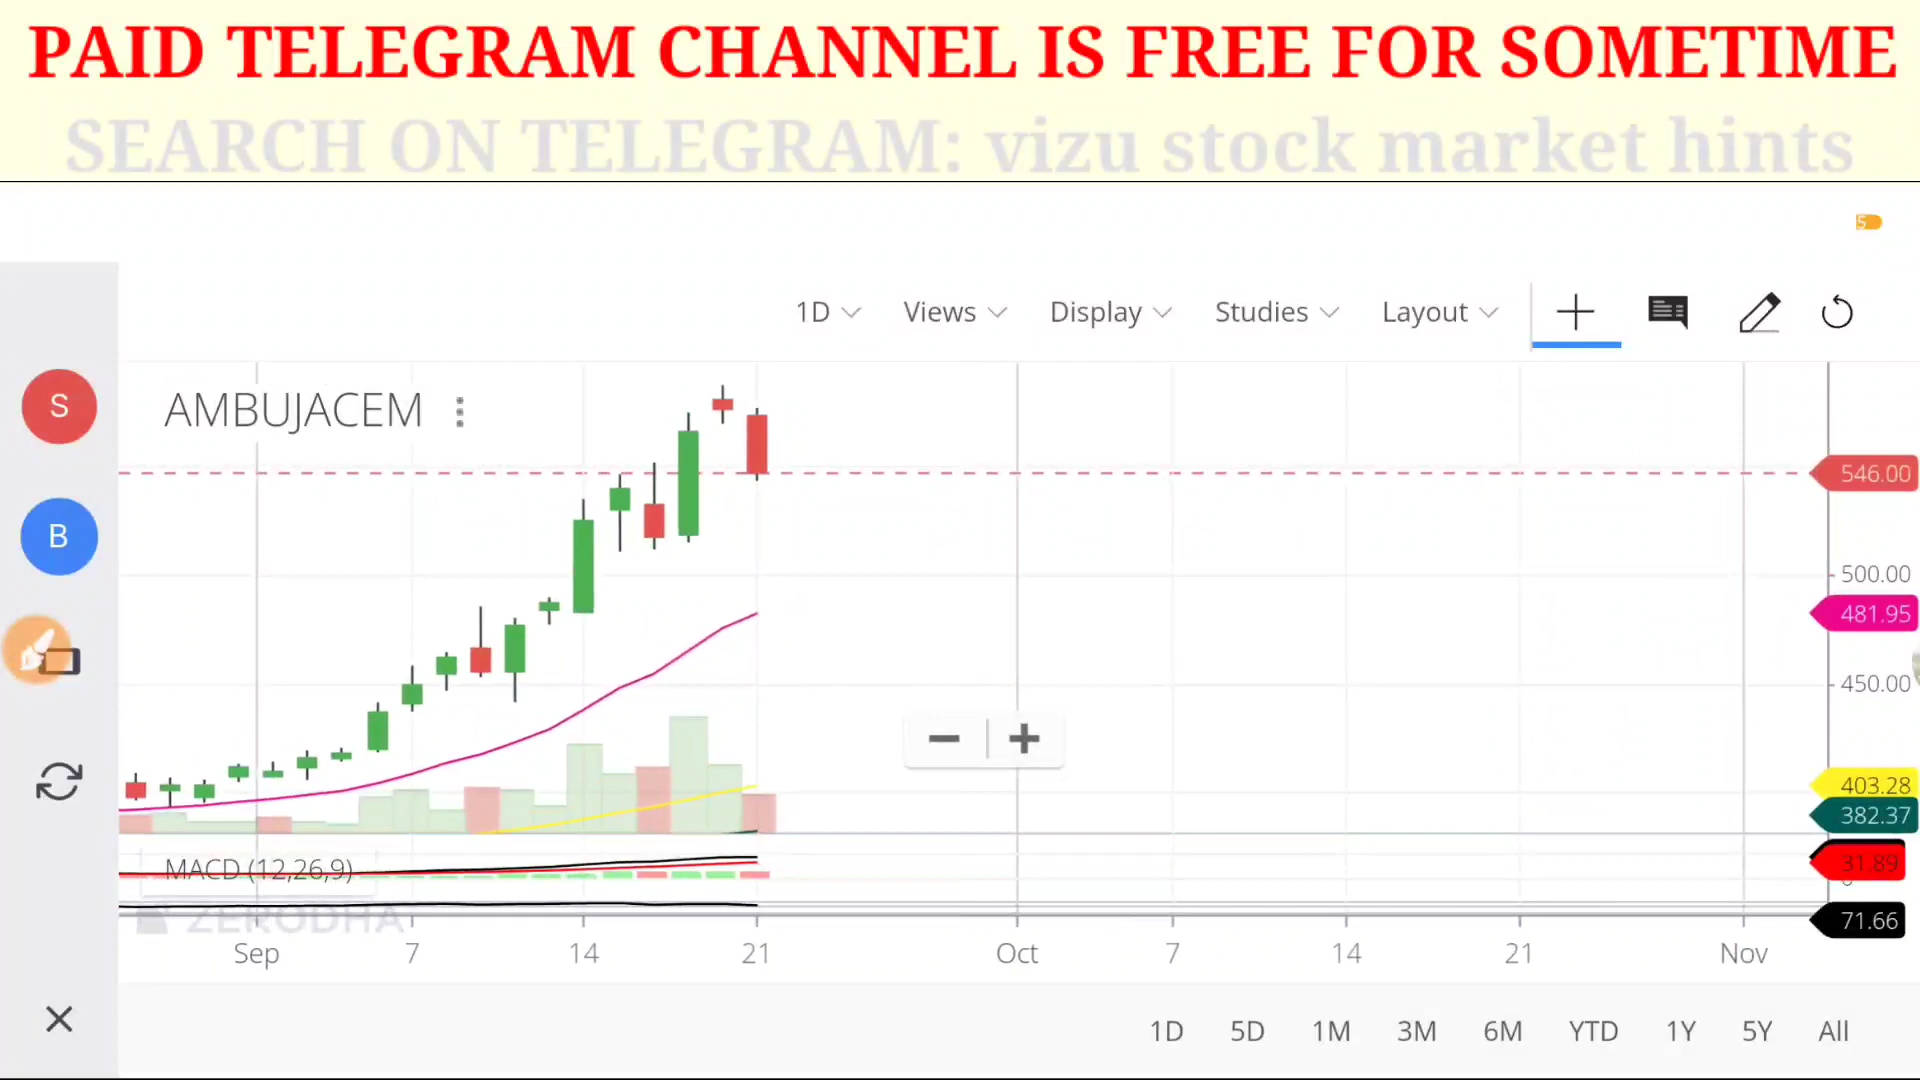 PAID TELEGRAM CHANNEL IS FREE FOR SOMETIME
SEARCH ON TELEGRAM: vizu stock market hints
5
1D Views Display Studies Layout
S
AMBUJACEM
546.00
B
500.00
481.95
450.00
403.28
382.37
MACD (12,26,9)
31.89
0
ZERODHA
71.66
Sep 7 14 21 Oct 7 14 21 Nov
1D 5D 1M 3M 6M YTD 1Y 5Y All